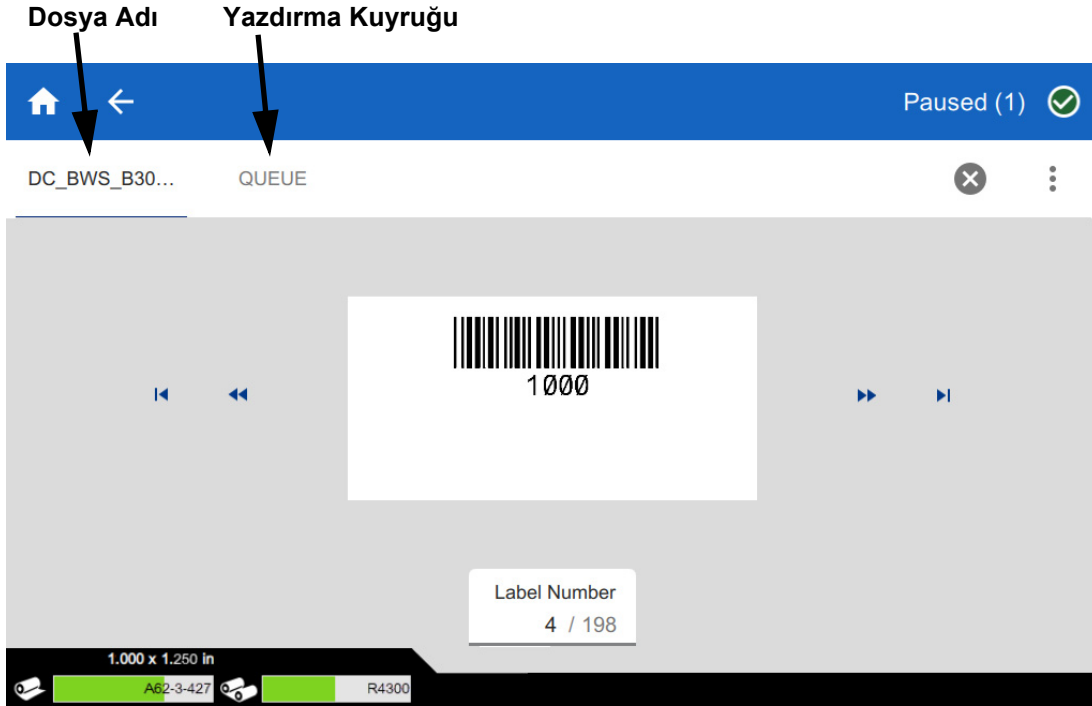 Dosya Adı Yazdırma Kuyruğu
Paused (1)
DC_BWS_B30... QUEUE
1000
Label Number
4 / 198
1.000 x 1.250 in
A62-3-427 R4300